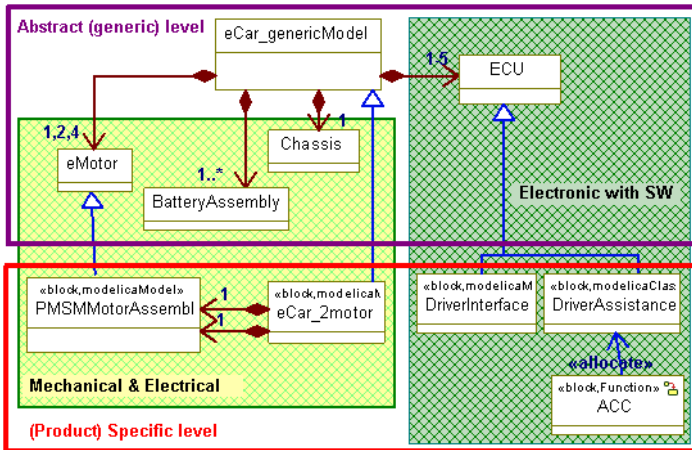 Abstract (generic) level
eCar_genericModel
1-5
ECU
1,2,4
eMotor
1
Chassis
1..*
BatteryAssembly
Electronic with SW
«block,modelicaModel»
PMSMMotorAssembl
1
1
«block,modelicaM
eCar_2motor
«block,modelicaM
DriverInterface
«block,modelicaClas
DriverAssistance
«allocate»
Mechanical & Electrical
«block,Function»
ACC
(Product) Specific level